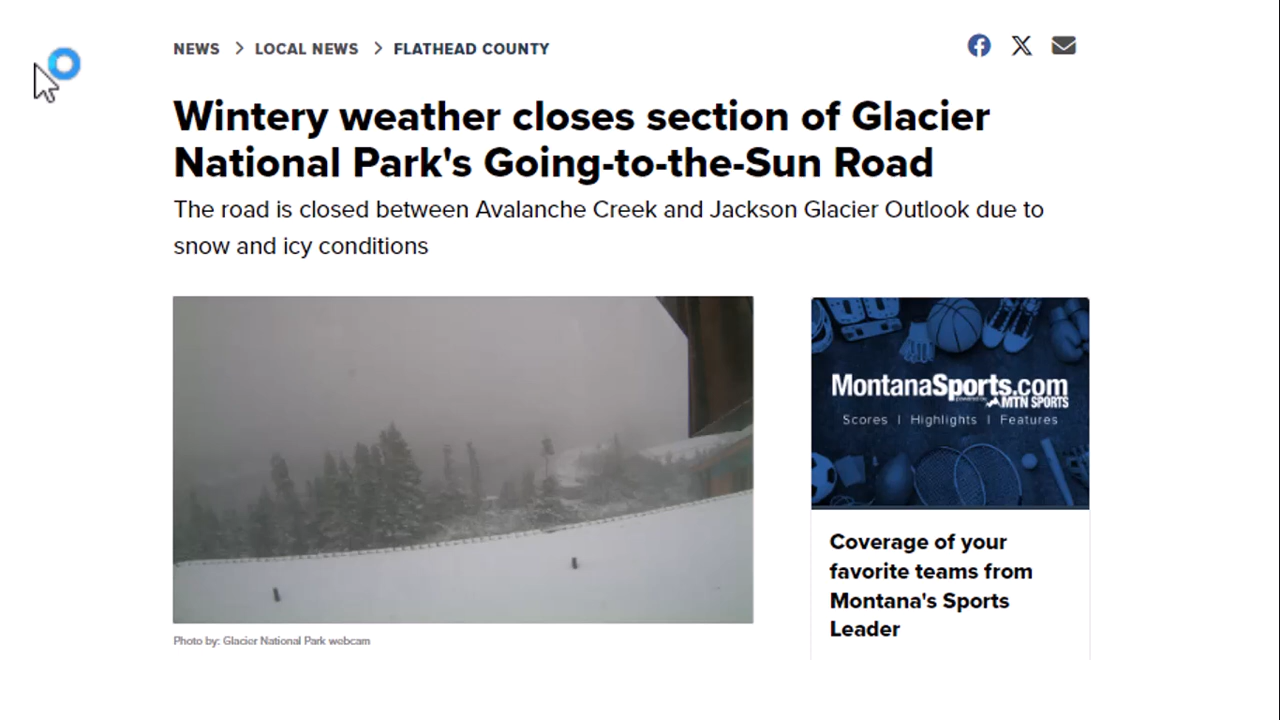 NEWS > LOCAL NEWS > FLATHEAD COUNTY
Wintery weather closes section of Glacier
National Park's Going-to-the-Sun Road
The road is closed between Avalanche Creek and Jackson Glacier Outlook due to
snow and icy conditions
MontanaSports.com
powered by MTN SPORTS
Scores | Highlights | Features
Coverage of your
favorite teams from
Montana's Sports
Leader
Photo by: Glacier National Park webcam